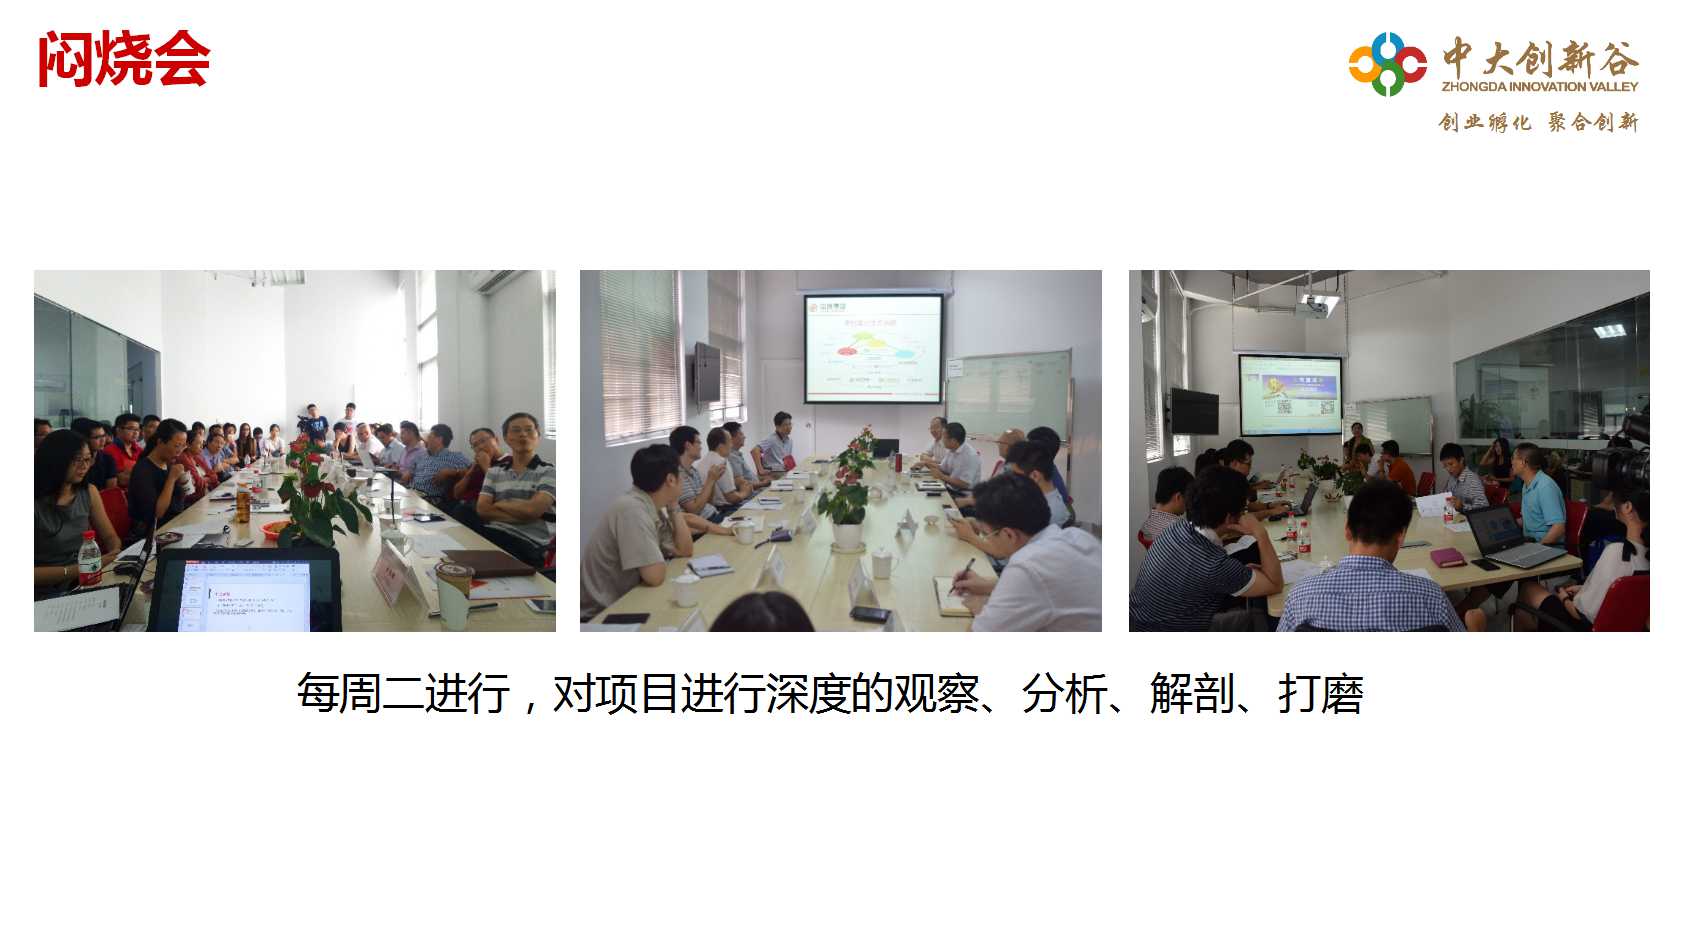 闷烧会
中大创新谷
ZHONGDA INNOVATION VALLEY
创业孵化 聚合创新
每周二进行，对项目进行深度的观察、分析、解剖、打磨